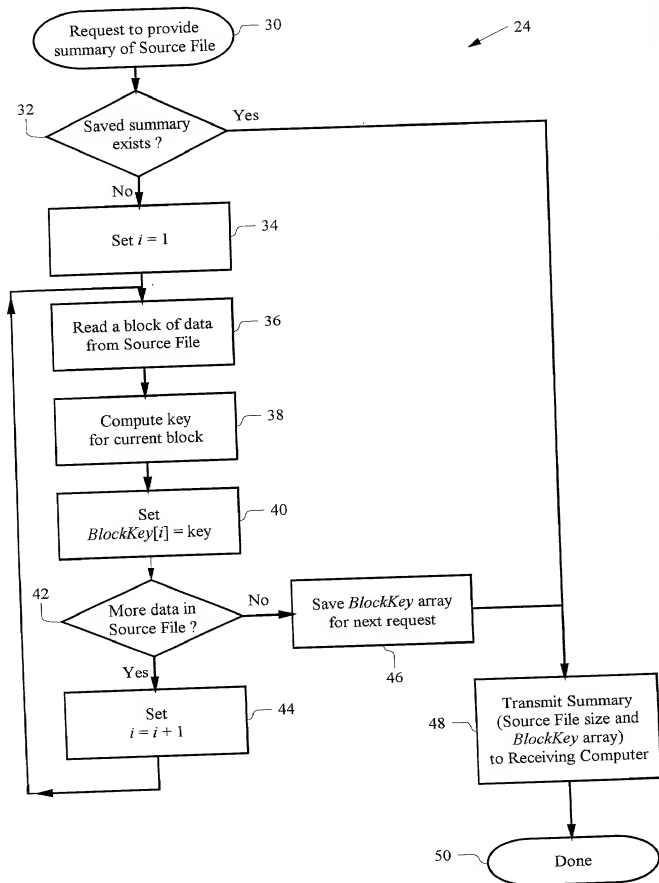 Request to provide
summary of Source File
30
24
32
Saved summary
exists ?
Yes
No
Set i = 1
34
Read a block of data
from Source File
36
Compute key
for current block
38
Set
BlockKey[i] = key
40
42
More data in
Source File ?
No
Save BlockKey array
for next request
46
Yes
Set
i = i + 1
44
48
Transmit Summary
(Source File size and
BlockKey array)
to Receiving Computer
50
Done